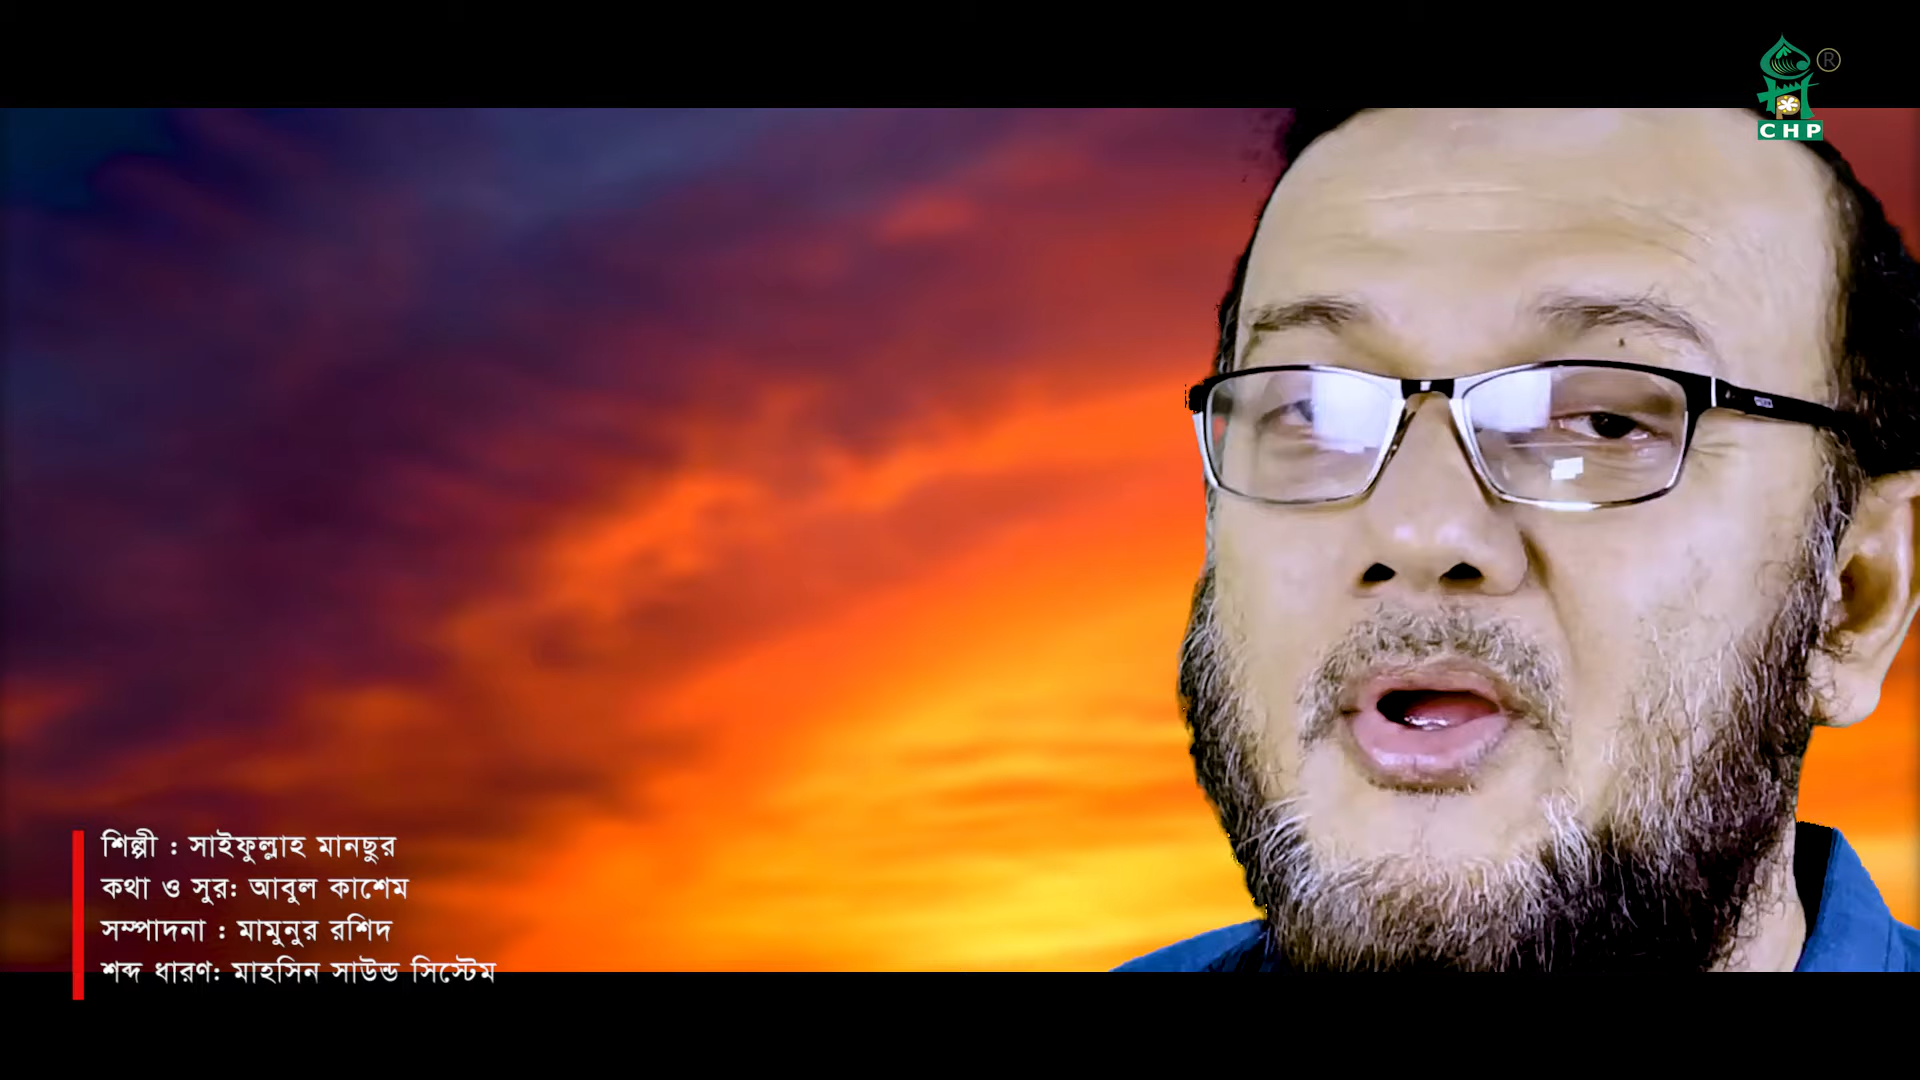 ®
CHP
শিল্পী : সাইফুল্লাহ মানছুর
কথা ও সুর: আবুল কাশেম
সম্পাদনা : মামুনুর রশিদ
শব্দ ধারণ: মাহসিন সাউন্ড সিস্টেম